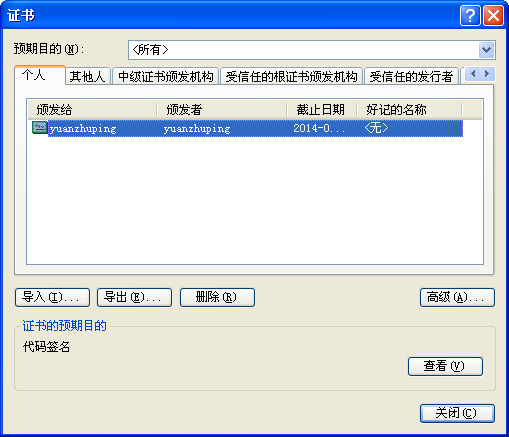 证书
预期目的(N): <所有>
个人 其他人 中级证书颁发机构 受信任的根证书颁发机构 受信任的发行者
颁发给 颁发者 截止日期 好记的名称
yuanzhuping yuanzhuping 2014-0... <无>
导入(I)... 导出(E)... 删除(R) 高级(A)...
证书的预期目的
代码签名
查看(V)
关闭(C)